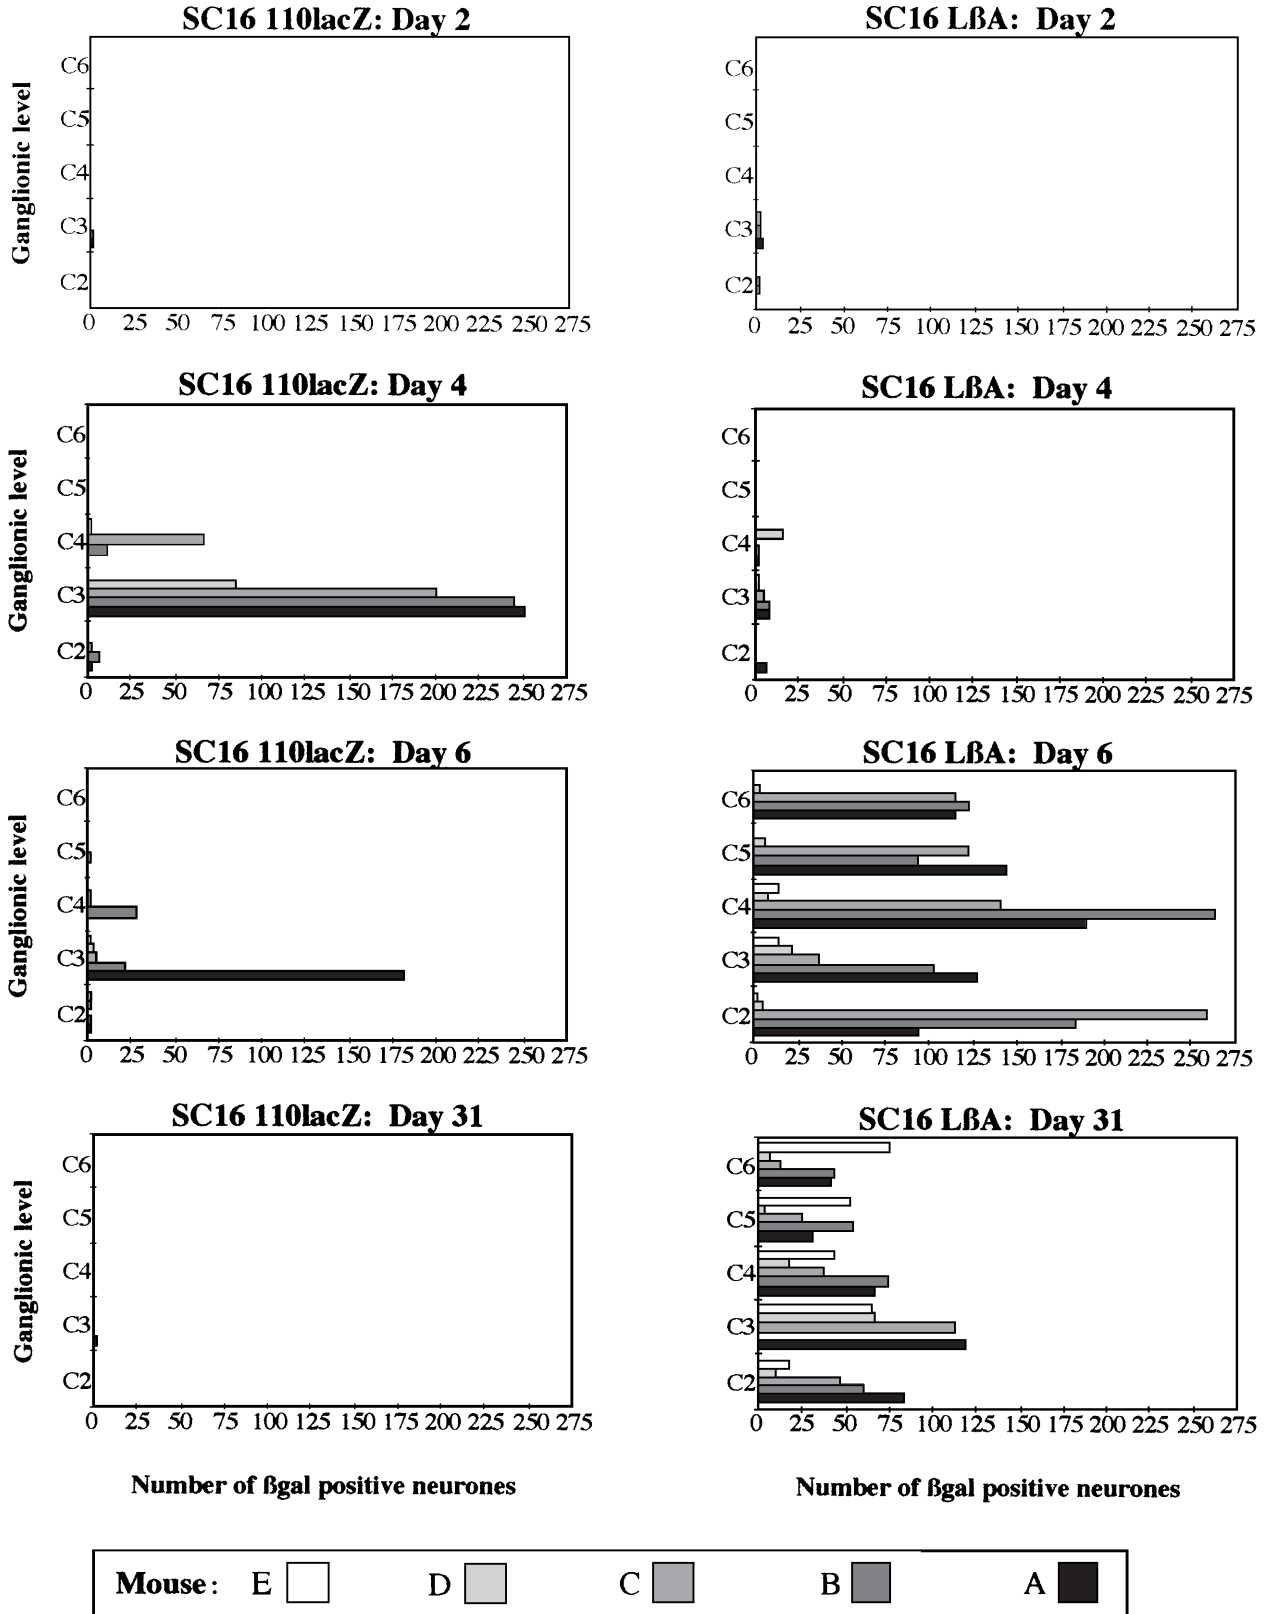 SC16 110lacZ: Day 2
Ganglionic level
C6
C5
C4
C3
C2
0 25 50 75 100 125 150 175 200 225 250 275
SC16 LßA: Day 2
C6
C5
C4
C3
C2
0 25 50 75 100 125 150 175 200 225 250 275
SC16 110lacZ: Day 4
Ganglionic level
C6
C5
C4
C3
C2
0 25 50 75 100 125 150 175 200 225 250 275
SC16 LßA: Day 4
C6
C5
C4
C3
C2
0 25 50 75 100 125 150 175 200 225 250 275
SC16 110lacZ: Day 6
Ganglionic level
C6
C5
C4
C3
C2
0 25 50 75 100 125 150 175 200 225 250 275
SC16 LßA: Day 6
C6
C5
C4
C3
C2
0 25 50 75 100 125 150 175 200 225 250 275
SC16 110lacZ: Day 31
Ganglionic level
C6
C5
C4
C3
C2
0 25 50 75 100 125 150 175 200 225 250 275
Number of ßgal positive neurones
SC16 LßA: Day 31
C6
C5
C4
C3
C2
0 25 50 75 100 125 150 175 200 225 250 275
Number of ßgal positive neurones
Mouse: E D C B A